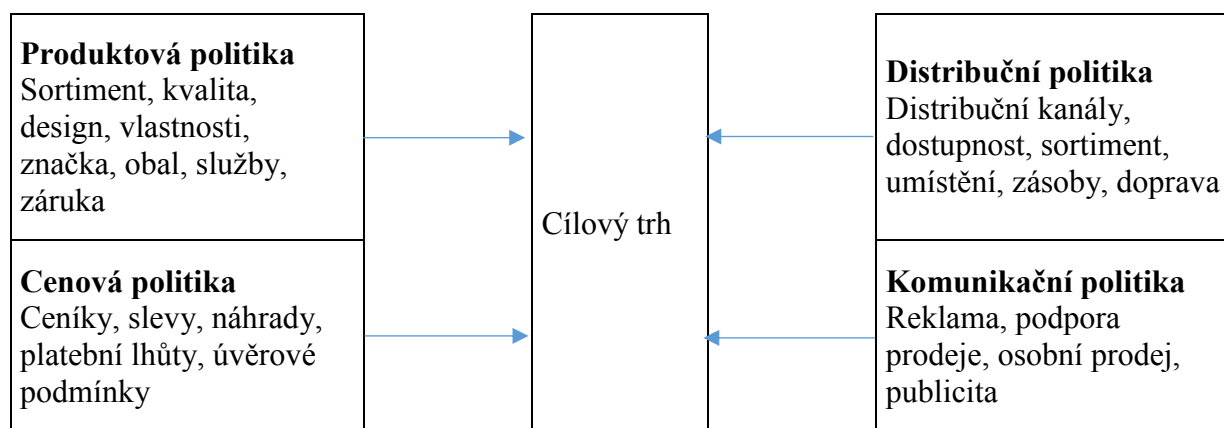 Produktová politika
Sortiment, kvalita,
design, vlastnosti,
značka, obal, služby,
záruka
Cenová politika
Ceníky, slevy, náhrady,
platební lhůty, úvěrové
podmínky
Cílový trh
Distribuční politika
Distribuční kanály,
dostupnost, sortiment,
umístění, zásoby, doprava
Komunikační politika
Reklama, podpora
prodeje, osobní prodej,
publicita